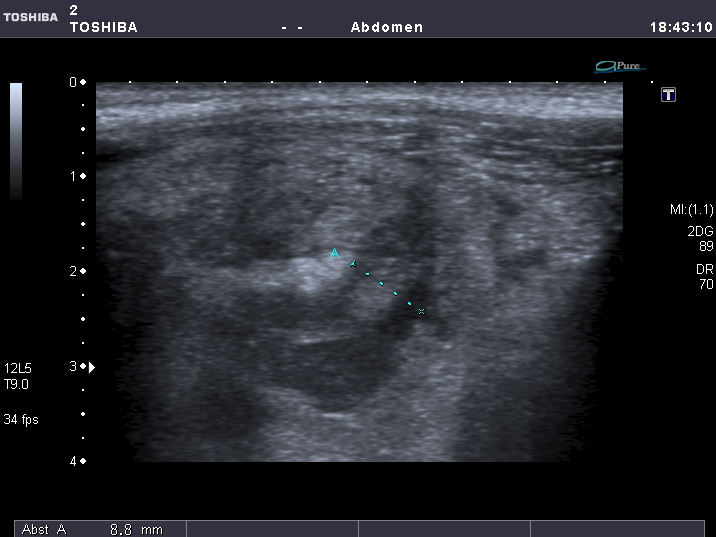 TOSHIBA
2
TOSHIBA - - Abdomen 18:43:10
aPure
T
0
1
2
3
4
MI:(1.1)
2DG
89
DR
70
12L5
T9.0
34 fps
A
Abst A 8.8 mm